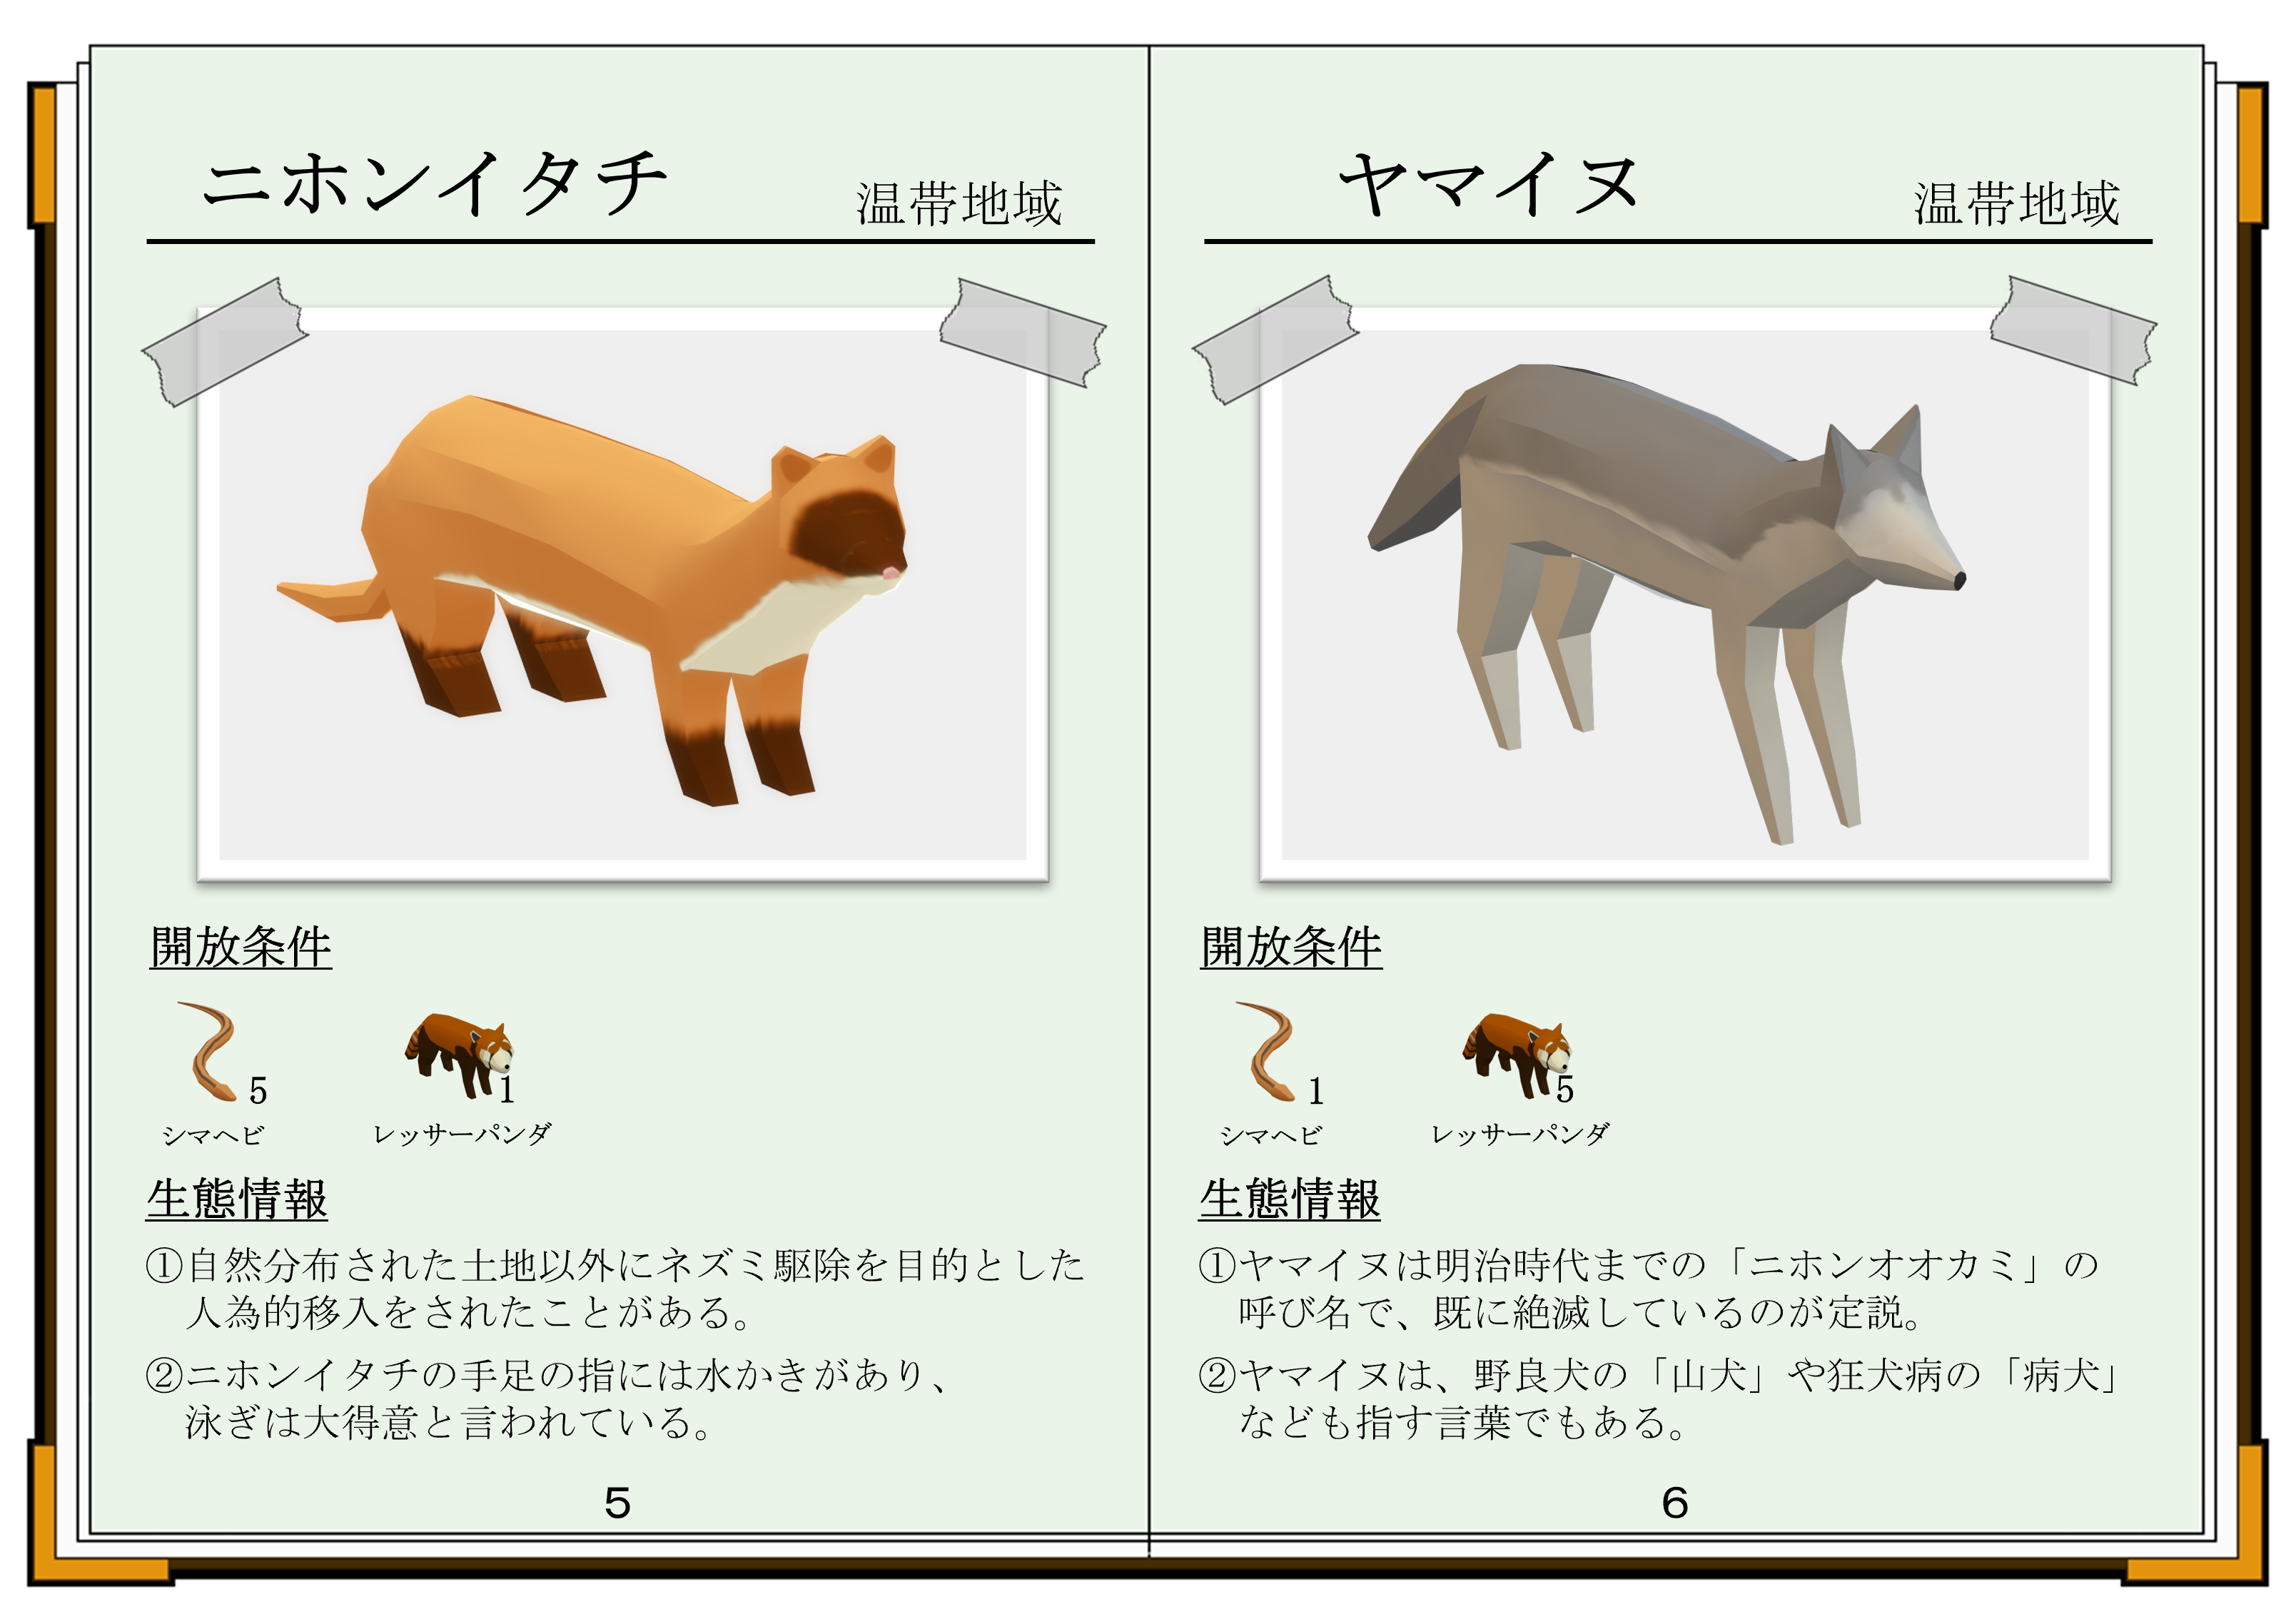 ニホンイタチ
温帯地域
開放条件
5
1
シマヘビ
レッサーパンダ
生態情報
①自然分布された土地以外にネズミ駆除を目的とした
人為的移入をされたことがある。
②ニホンイタチの手足の指には水かきがあり、
泳ぎは大得意と言われている。
5
ヤマイヌ
温帯地域
開放条件
1
5
シマヘビ
レッサーパンダ
生態情報
①ヤマイヌは明治時代までの「ニホンオオカミ」の
呼び名で、既に絶滅しているのが定説。
②ヤマイヌは、野良犬の「山犬」や狂犬病の「病犬」
なども指す言葉でもある。
6